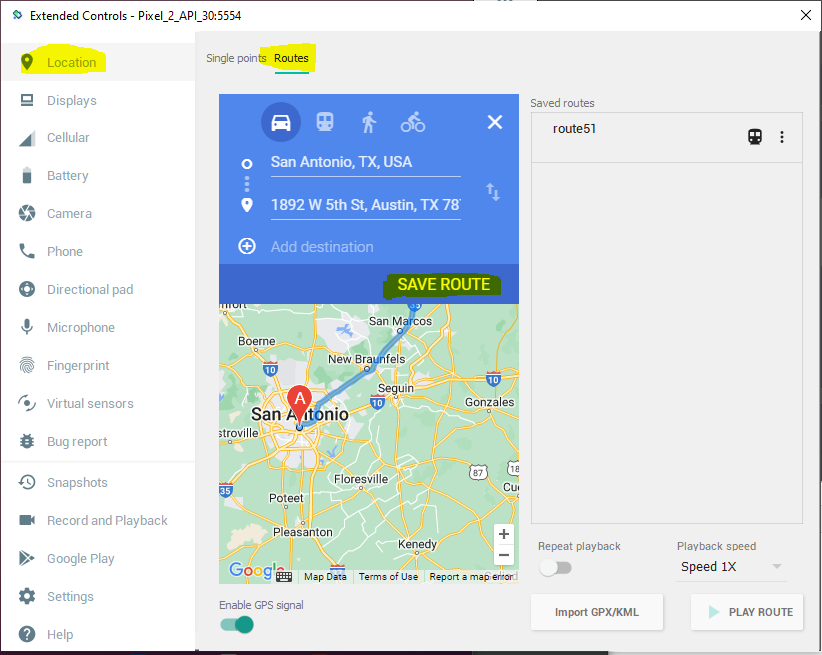 Extended Controls - Pixel_2_API_30:5554
Location
Displays
Cellular
Battery
Camera
Phone
Directional pad
Microphone
Fingerprint
Virtual sensors
Bug report
Snapshots
Record and Playback
Google Play
Settings
Help
Single points
Routes
San Antonio, TX, USA
1892 W 5th St, Austin, TX 78
Add destination
SAVE ROUTE
35
San Marcos
Boerne
New Braunfels
10
Seguin
10
10
A
San Antonio
Gonzales
stroville
87
Floresville
35
Poteet
Pleasanton
Kenedy
Google
Map Data
Terms of Use
Report a map error
Enable GPS signal
Saved routes
route51
Repeat playback
Playback speed
Speed 1X
Import GPX/KML
PLAY ROUTE